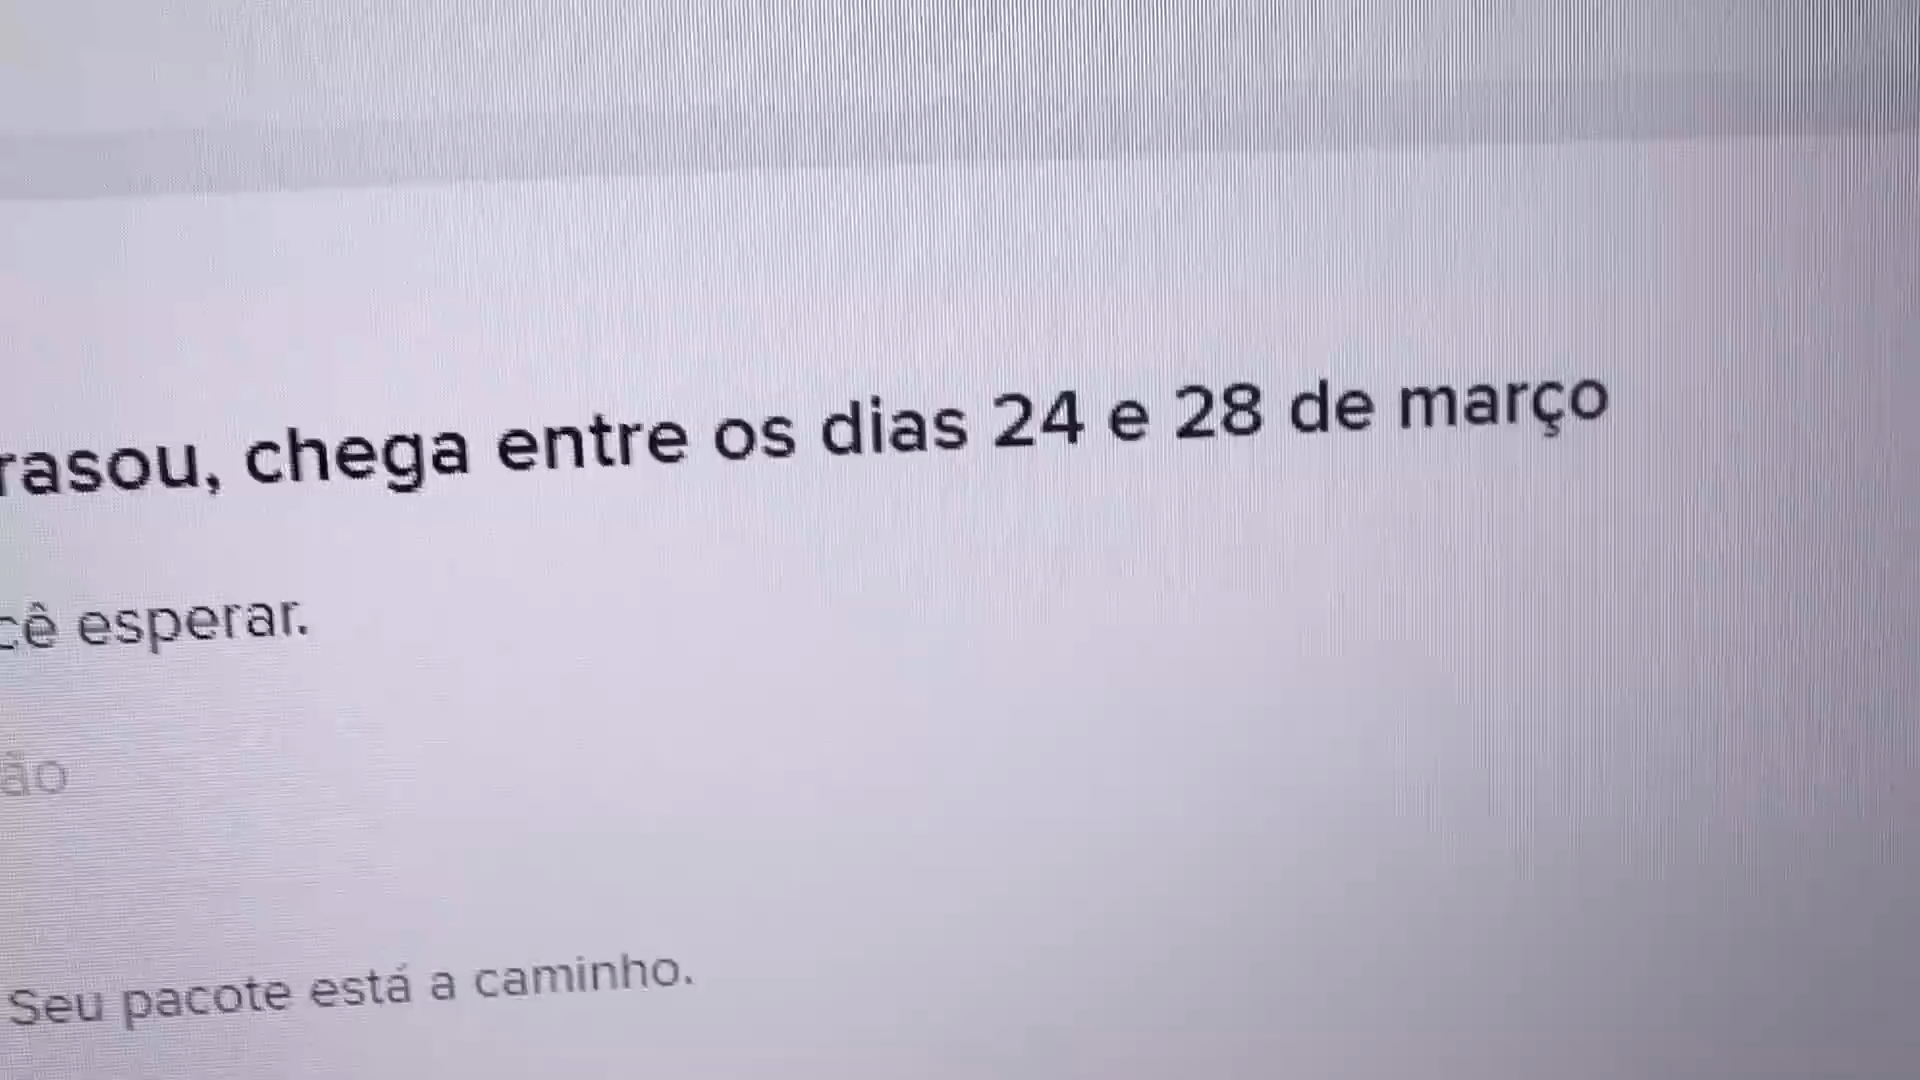 rasou, chega entre os dias 24 e 28 de março
cê esperar.
ão
Seu pacote está a caminho.